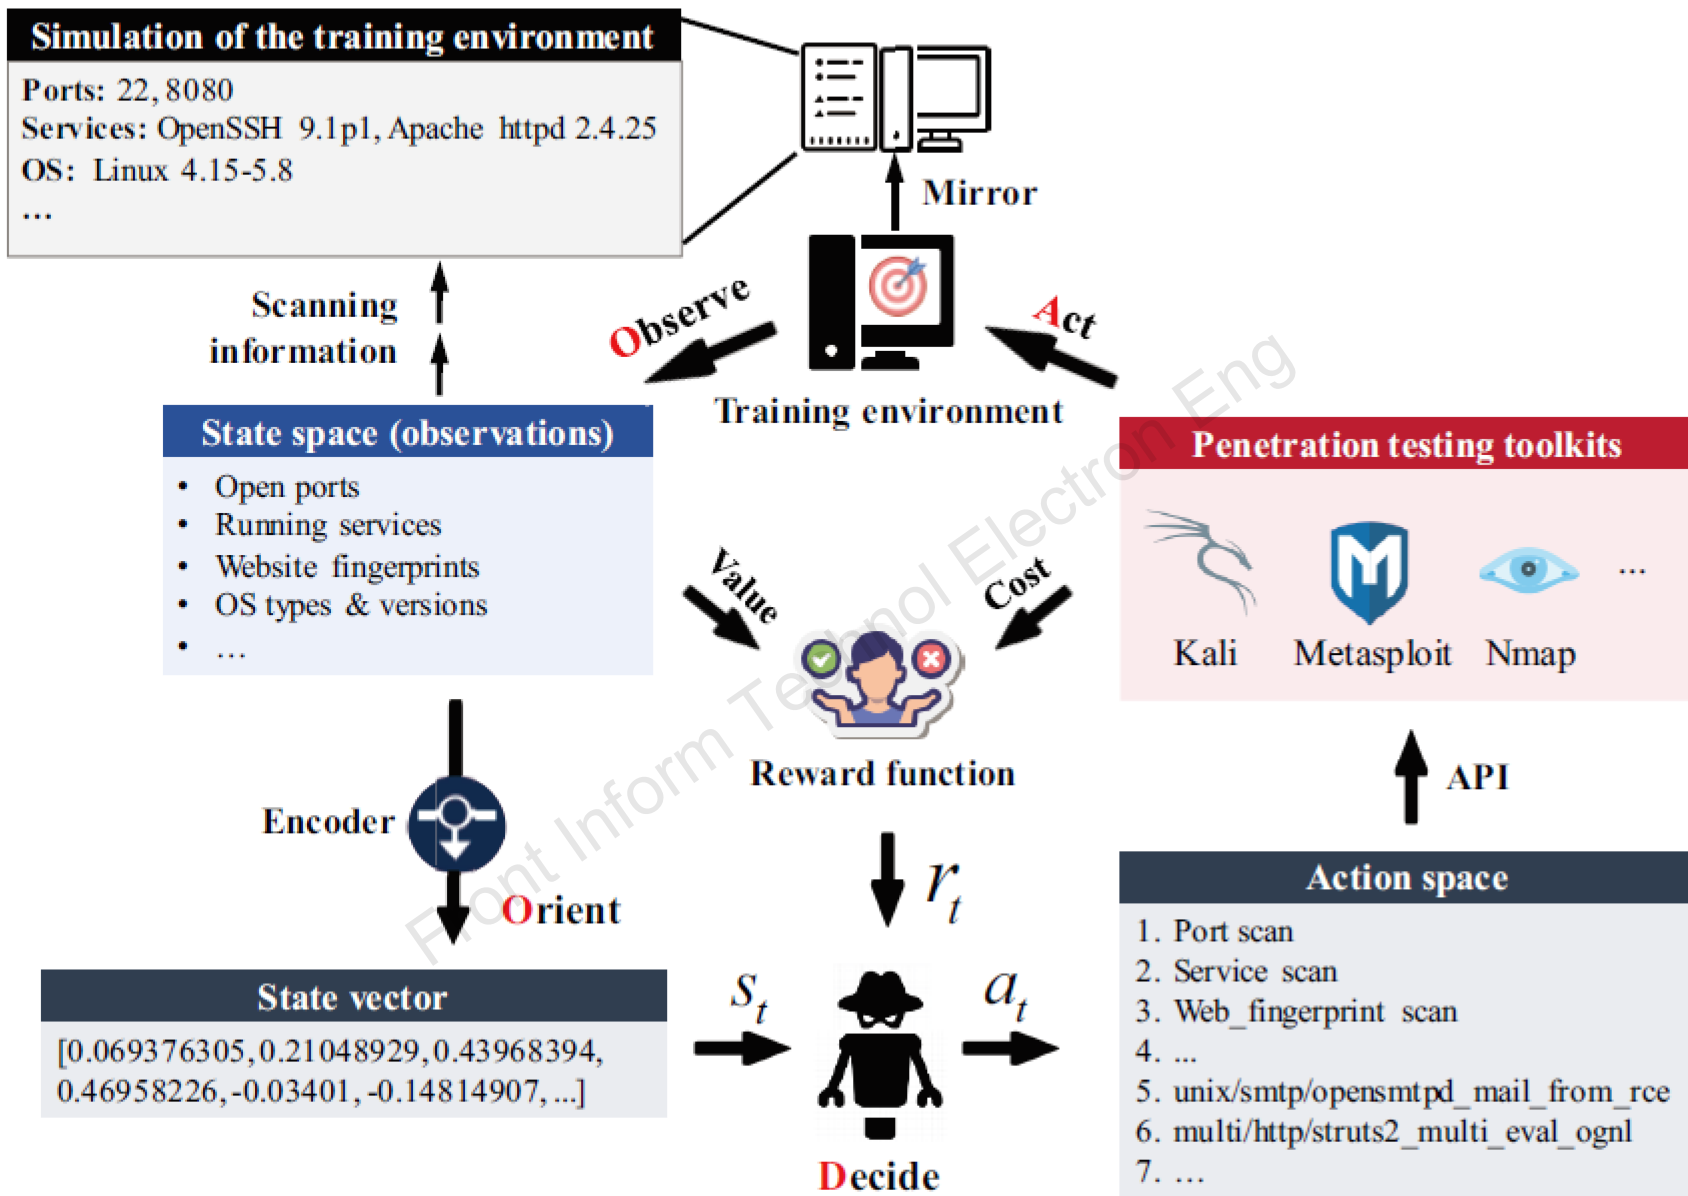 Simulation of the training environment
Ports: 22, 8080
Services: OpenSSH 9.1p1, Apache httpd 2.4.25
OS: Linux 4.15-5.8
...
Mirror
Scanning
information
Observe
Act
Training environment
State space (observations)
• Open ports
• Running services
• Website fingerprints
• OS types & versions
• ...
Penetration testing toolkits
Kali
Metasploit
Nmap
...
Value
Cost
Reward function
Encoder
Orient
r_t
API
State vector
[0.069376305, 0.21048929, 0.43968394,
0.46958226, -0.03401, -0.14814907, ...]
s_t
a_t
Decide
Action space
1. Port scan
2. Service scan
3. Web_fingerprint scan
4. ...
5. unix/smtp/opensmtpd_mail_from_rce
6. multi/http/struts2_multi_eval_ognl
7. ...
Front Inform Technol Electron Eng